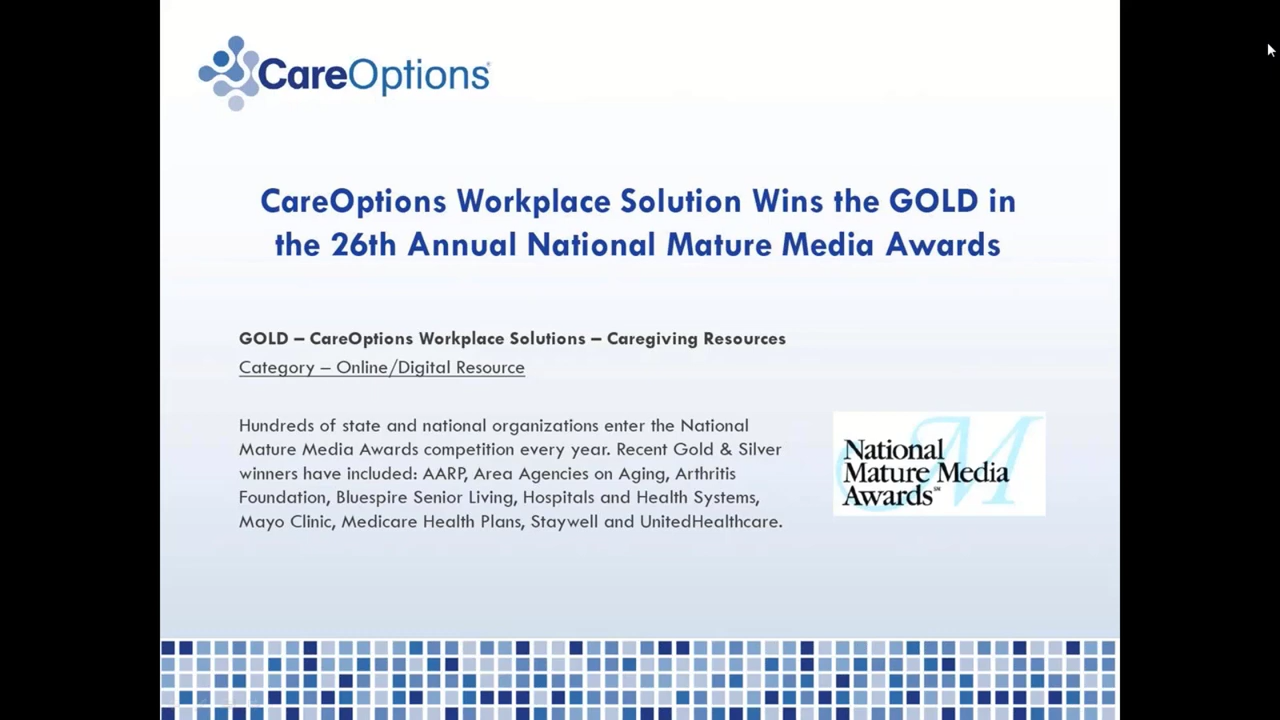 CareOptions®
CareOptions Workplace Solution Wins the GOLD in
the 26th Annual National Mature Media Awards
GOLD – CareOptions Workplace Solutions – Caregiving Resources
Category – Online/Digital Resource
Hundreds of state and national organizations enter the National
Mature Media Awards competition every year. Recent Gold & Silver
winners have included: AARP, Area Agencies on Aging, Arthritis
Foundation, Bluespire Senior Living, Hospitals and Health Systems,
Mayo Clinic, Medicare Health Plans, Staywell and UnitedHealthcare.
M
National
Mature Media
Awards℠